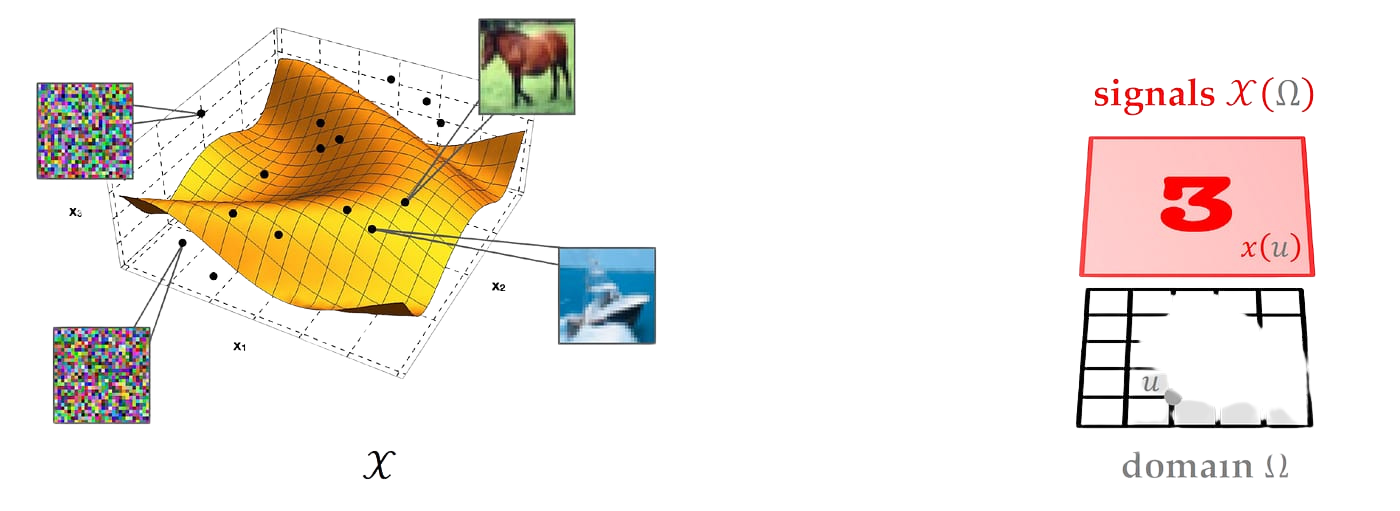 x₃
x₂
x₁
𝒳
signals 𝒳(Ω)
3
x(u)
u
domain Ω